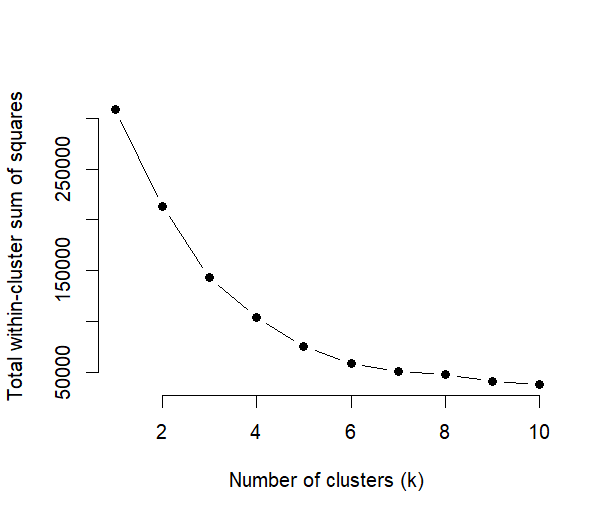 Total within-cluster sum of squares
250000
150000
50000
2 4 6 8 10
Number of clusters (k)